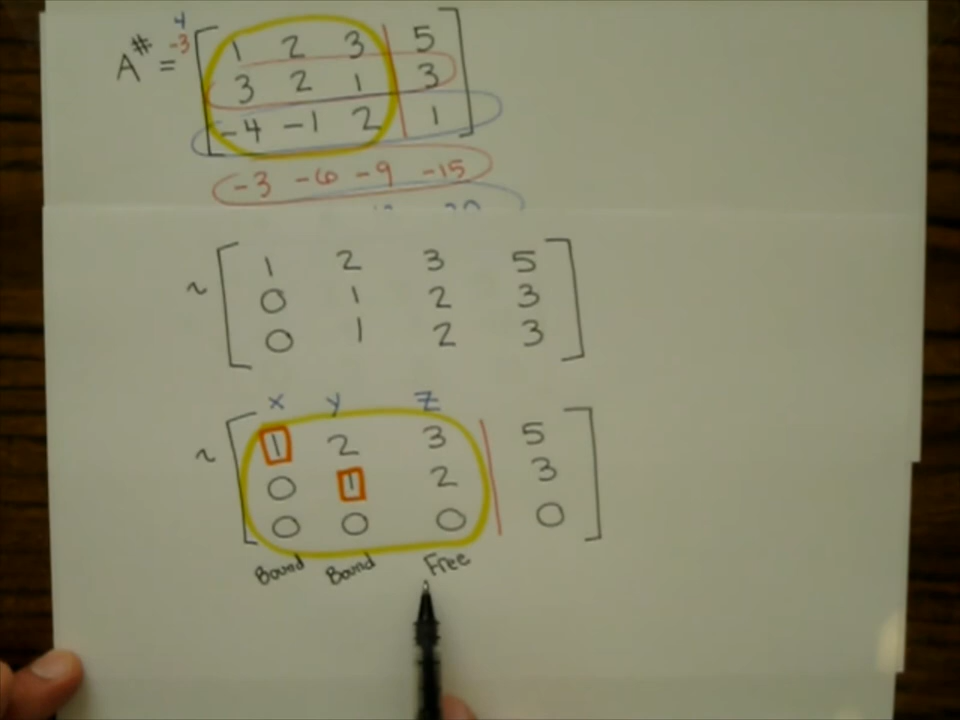 4
-3
A# = [ 1 2 3 | 5 ]
3 2 1 | 3
-4 -1 2 | 1
-3 -6 -9 -15
~ [ 1 2 3 5 ]
0 1 2 3
0 1 2 3
x y z
~ [ 1 2 3 | 5 ]
0 1 2 | 3
0 0 0 | 0
Bound Bound Free